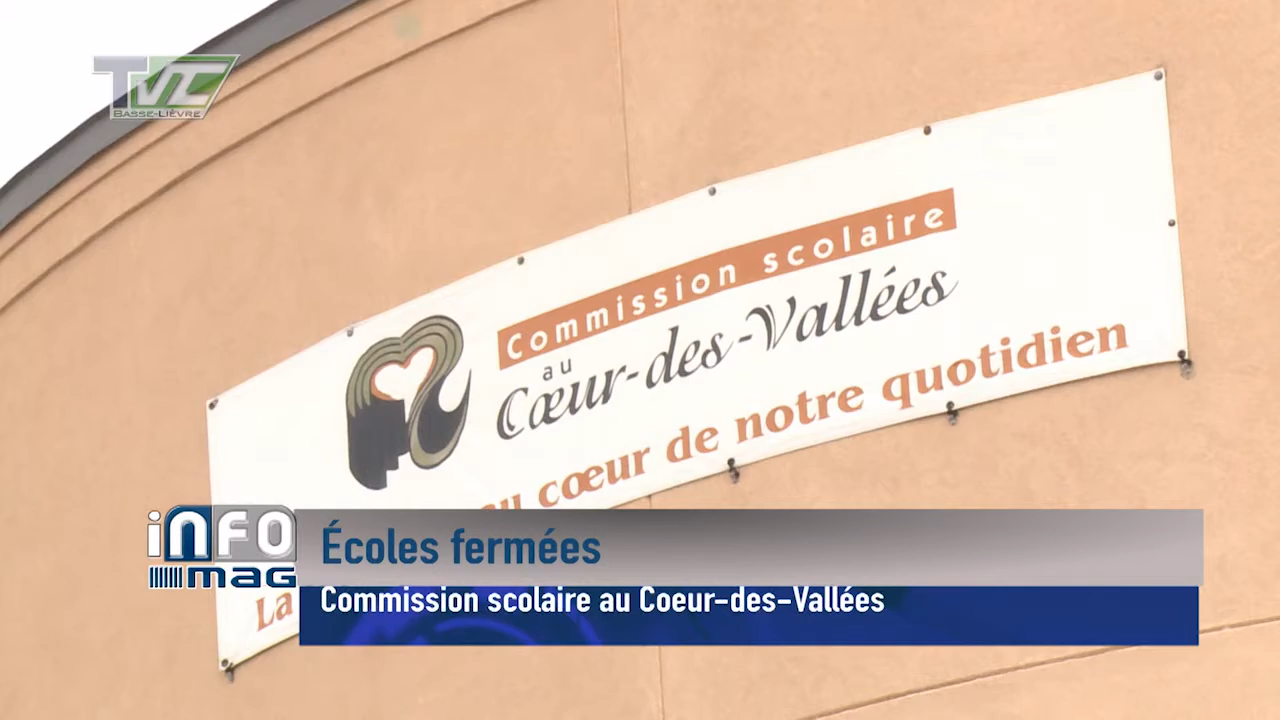 TVC
BASSE-LIÈVRE
Commission scolaire
au
Cœur-des-Vallées
au cœur de notre quotidien
La
iNFO
mag
Écoles fermées
Commission scolaire au Coeur-des-Vallées